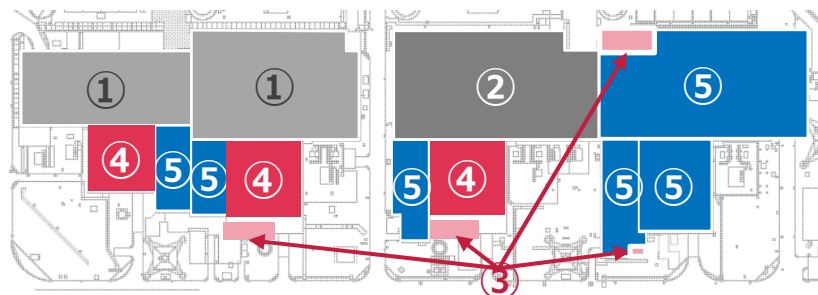 ① ① ② ⑤
④ ⑤ ⑤ ④ ⑤ ④ ⑤ ⑤
③